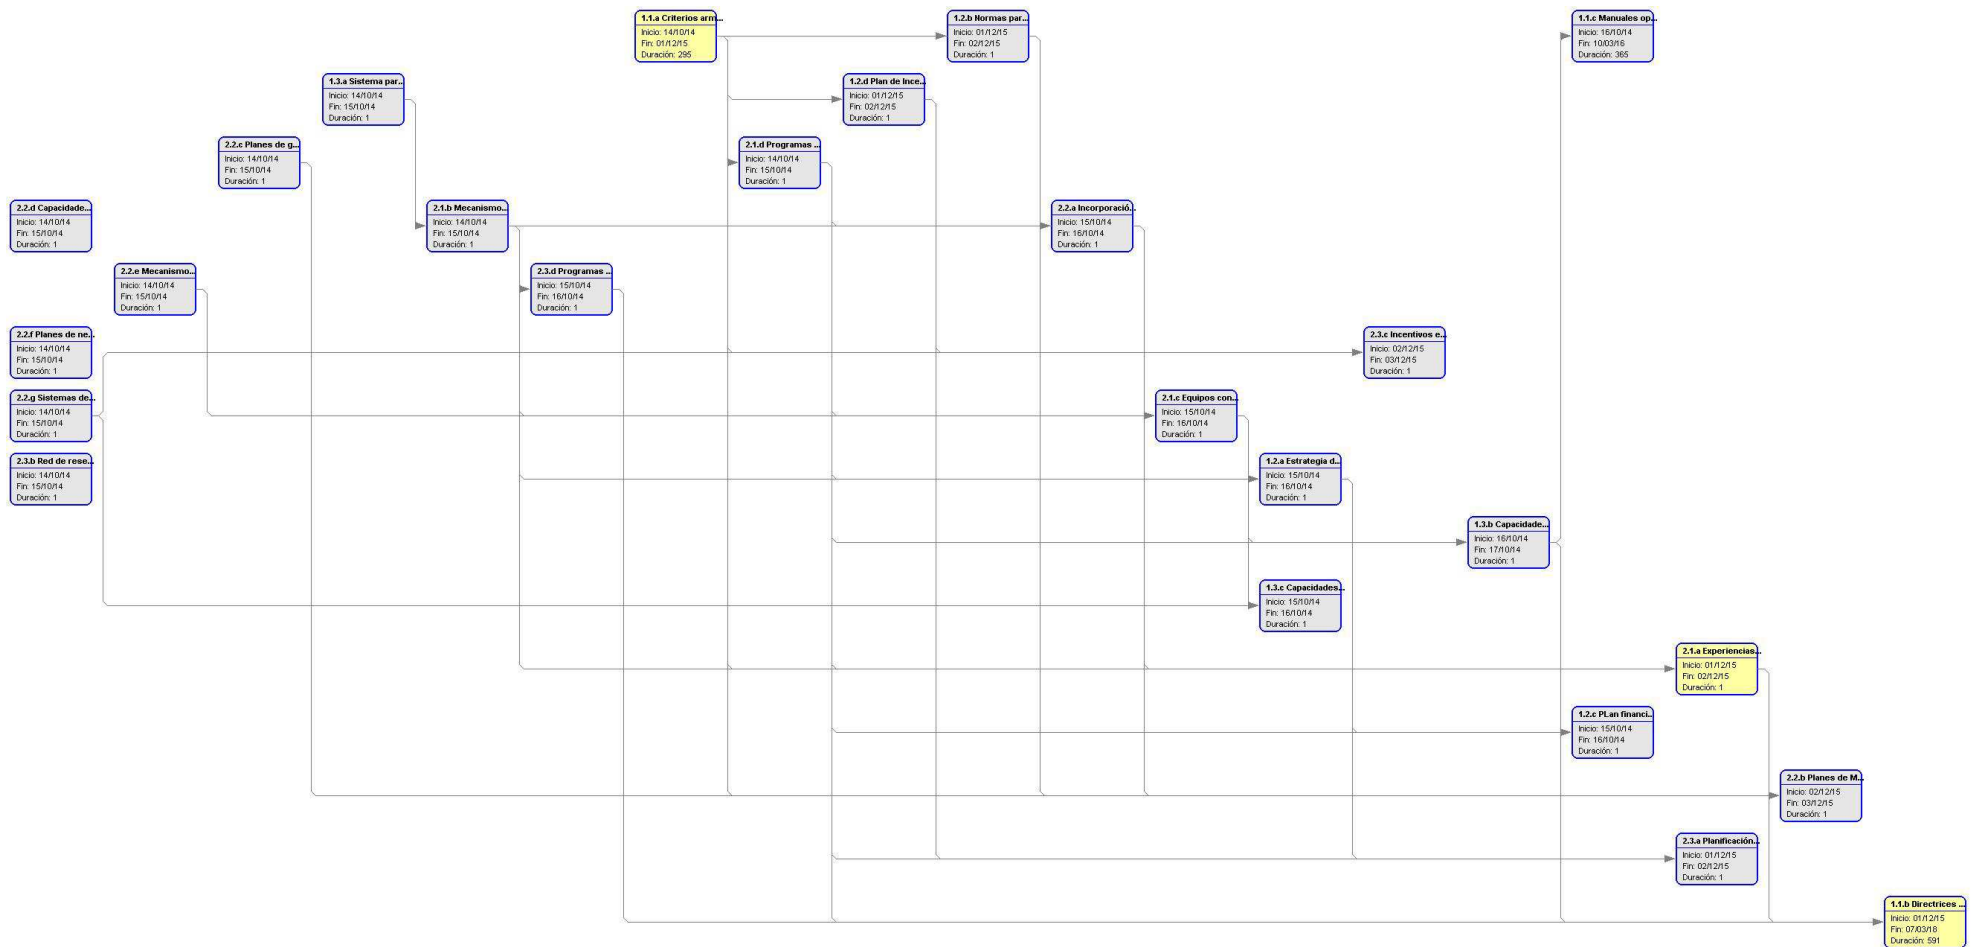 1.1.a Criterios arm...
Inicio: 14/10/14
Fin: 01/12/15
Duración: 295
1.2.b Normas par...
Inicio: 01/12/15
Fin: 02/12/15
Duración: 1
1.1.c Manuales op...
Inicio: 16/10/14
Fin: 10/03/16
Duración: 365
1.3.a Sistema par...
Inicio: 14/10/14
Fin: 15/10/14
Duración: 1
1.2.d Plan de Ince...
Inicio: 01/12/15
Fin: 02/12/15
Duración: 1
2.2.c Planes de g...
Inicio: 14/10/14
Fin: 15/10/14
Duración: 1
2.1.d Programas ...
Inicio: 14/10/14
Fin: 15/10/14
Duración: 1
2.2.d Capacidade...
Inicio: 14/10/14
Fin: 15/10/14
Duración: 1
2.1.b Mecanismo...
Inicio: 14/10/14
Fin: 15/10/14
Duración: 1
2.2.a Incorporació...
Inicio: 15/10/14
Fin: 16/10/14
Duración: 1
2.2.e Mecanismo...
Inicio: 14/10/14
Fin: 15/10/14
Duración: 1
2.3.d Programas ...
Inicio: 15/10/14
Fin: 16/10/14
Duración: 1
2.2.f Planes de ne...
Inicio: 14/10/14
Fin: 15/10/14
Duración: 1
2.3.c Incentivos e...
Inicio: 02/12/15
Fin: 03/12/15
Duración: 1
2.2.g Sistemas de...
Inicio: 14/10/14
Fin: 15/10/14
Duración: 1
2.1.c Equipos con...
Inicio: 15/10/14
Fin: 16/10/14
Duración: 1
2.3.b Red de rese...
Inicio: 14/10/14
Fin: 15/10/14
Duración: 1
1.2.a Estrategia d...
Inicio: 15/10/14
Fin: 16/10/14
Duración: 1
1.3.b Capacidade...
Inicio: 16/10/14
Fin: 17/10/14
Duración: 1
1.3.c Capacidades...
Inicio: 15/10/14
Fin: 16/10/14
Duración: 1
2.1.a Experiencias...
Inicio: 01/12/15
Fin: 02/12/15
Duración: 1
1.2.c PLan financi...
Inicio: 15/10/14
Fin: 16/10/14
Duración: 1
2.2.b Planes de M...
Inicio: 02/12/15
Fin: 03/12/15
Duración: 1
2.3.a Planificación...
Inicio: 01/12/15
Fin: 02/12/15
Duración: 1
1.1.b Directrices ...
Inicio: 01/12/15
Fin: 07/03/18
Duración: 591